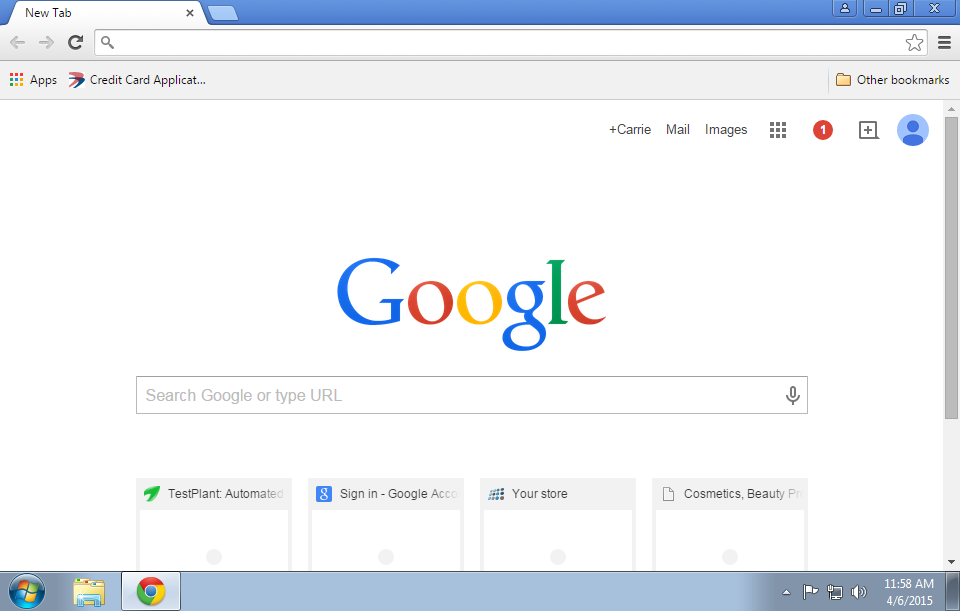 New Tab
Apps
Credit Card Applicat...
Other bookmarks
+Carrie
Mail
Images
1
Google
Search Google or type URL
TestPlant: Automated
Sign in - Google Acco
Your store
Cosmetics, Beauty Pr
11:58 AM
4/6/2015